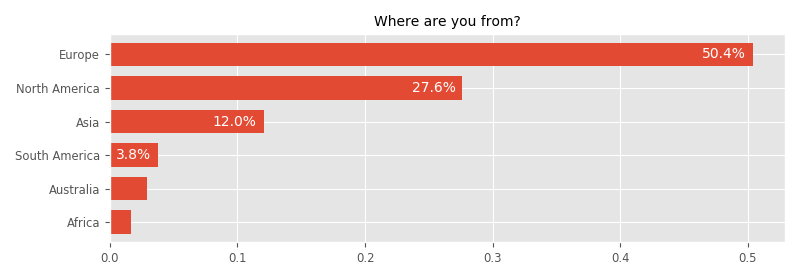 Where are you from?
Europe 50.4%
North America 27.6%
Asia 12.0%
South America 3.8%
Australia
Africa
0.0 0.1 0.2 0.3 0.4 0.5